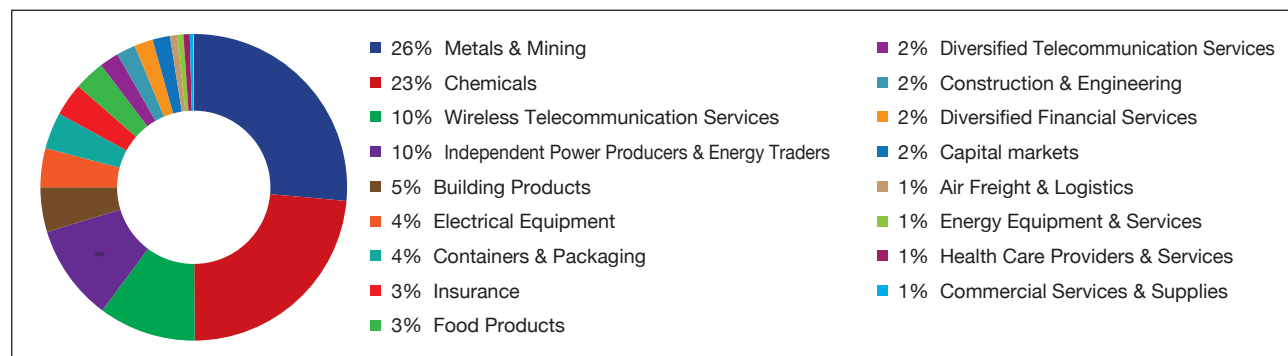 26% Metals & Mining
23% Chemicals
10% Wireless Telecommunication Services
10% Independent Power Producers & Energy Traders
5% Building Products
4% Electrical Equipment
4% Containers & Packaging
3% Insurance
3% Food Products
2% Diversified Telecommunication Services
2% Construction & Engineering
2% Diversified Financial Services
2% Capital markets
1% Air Freight & Logistics
1% Energy Equipment & Services
1% Health Care Providers & Services
1% Commercial Services & Supplies